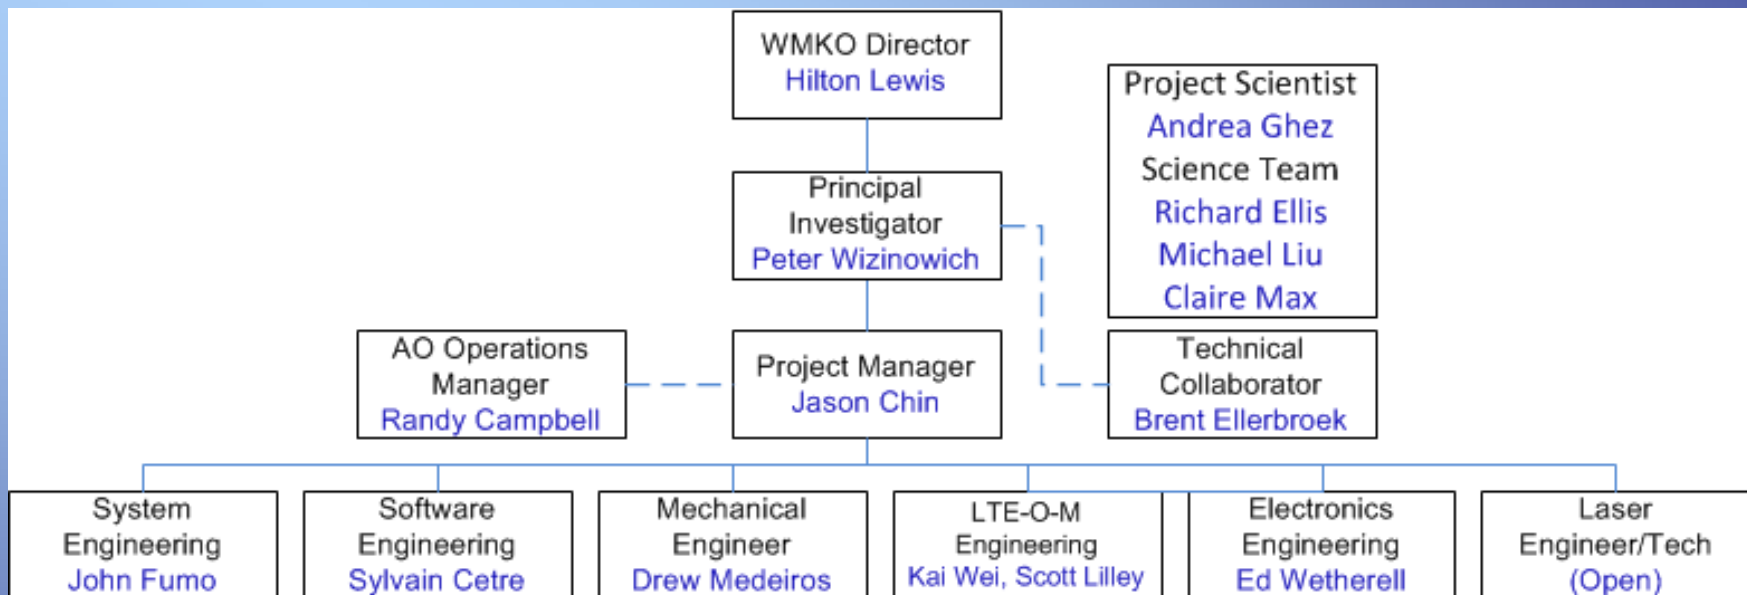 WMKO Director
Hilton Lewis
Project Scientist
Andrea Ghez
Science Team
Richard Ellis
Michael Liu
Claire Max
Principal
Investigator
Peter Wizinowich
AO Operations
Manager
Randy Campbell
Project Manager
Jason Chin
Technical
Collaborator
Brent Ellerbroek
System
Engineering
John Fumo
Software
Engineering
Sylvain Cetre
Mechanical
Engineer
Drew Medeiros
LTE-O-M
Engineering
Kai Wei, Scott Lilley
Electronics
Engineering
Ed Wetherell
Laser
Engineer/Tech
(Open)